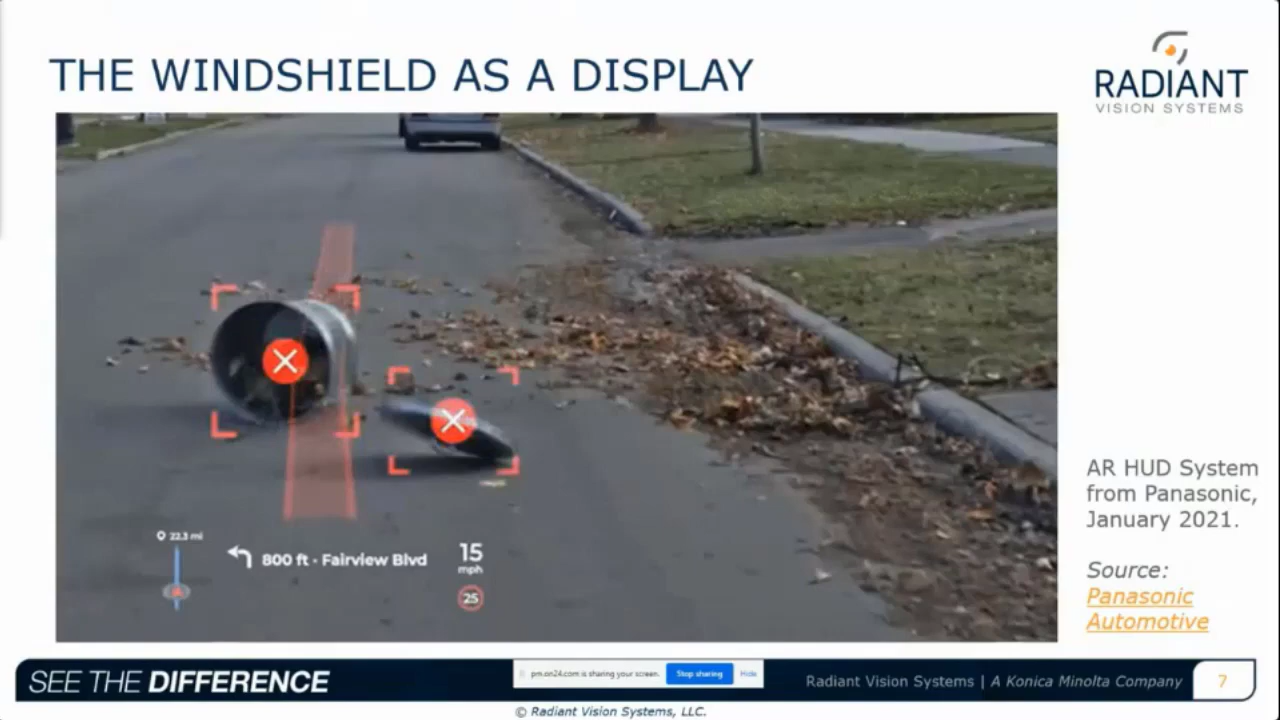 THE WINDSHIELD AS A DISPLAY
RADIANT
VISION SYSTEMS
22.3 mi
800 ft - Fairview Blvd
15
mph
25
AR HUD System
from Panasonic,
January 2021.
Source:
Panasonic
Automotive
SEE THE DIFFERENCE
pm.on24.com is sharing your screen.
Stop sharing
Hide
Radiant Vision Systems | A Konica Minolta Company
7
© Radiant Vision Systems, LLC.